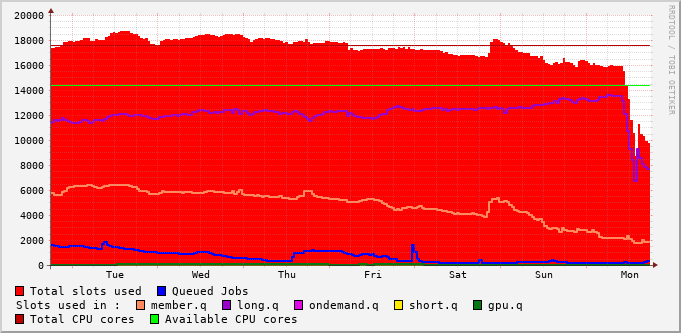 20000
18000
16000
14000
12000
10000
8000
6000
4000
2000
0
Tue Wed Thu Fri Sat Sun Mon
RRDTOOL / TOBI OETIKER
Total slots used Queued Jobs
Slots used in : member.q long.q ondemand.q short.q gpu.q
Total CPU cores Available CPU cores